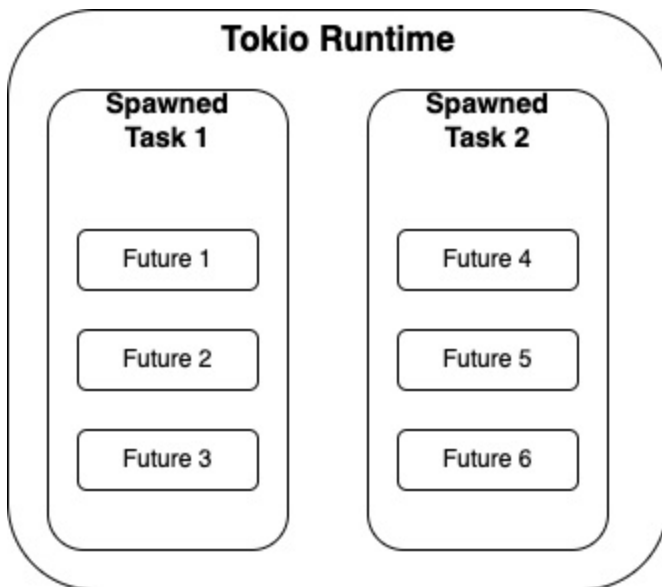 Tokio Runtime
Spawned
Task 1
Future 1
Future 2
Future 3
Spawned
Task 2
Future 4
Future 5
Future 6